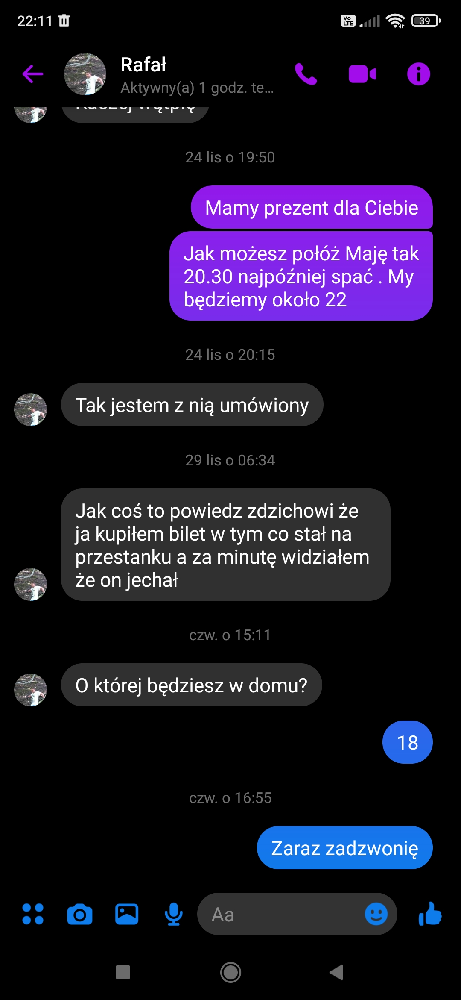 22:11
Vo
LTE
39
Rafał
Aktywny(a) 1 godz. te...
Raczej wątpię
24 lis o 19:50
Mamy prezent dla Ciebie
Jak możesz połóż Maję tak
20.30 najpóźniej spać . My
będziemy około 22
24 lis o 20:15
Tak jestem z nią umówiony
29 lis o 06:34
Jak coś to powiedz zdzichowi że
ja kupiłem bilet w tym co stał na
przestanku a za minutę widziałem
że on jechał
czw. o 15:11
O której będziesz w domu?
18
czw. o 16:55
Zaraz zadzwonię
Aa